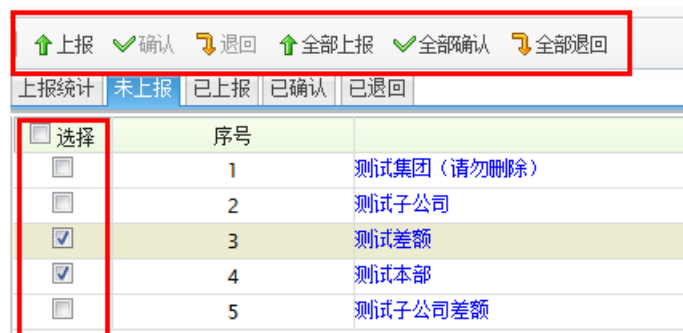 上报 确认 退回 全部上报 全部确认 全部退回
上报统计 未上报 已上报 已确认 已退回
选择 序号
1 测试集团（请勿删除）
2 测试子公司
3 测试差额
4 测试本部
5 测试子公司差额